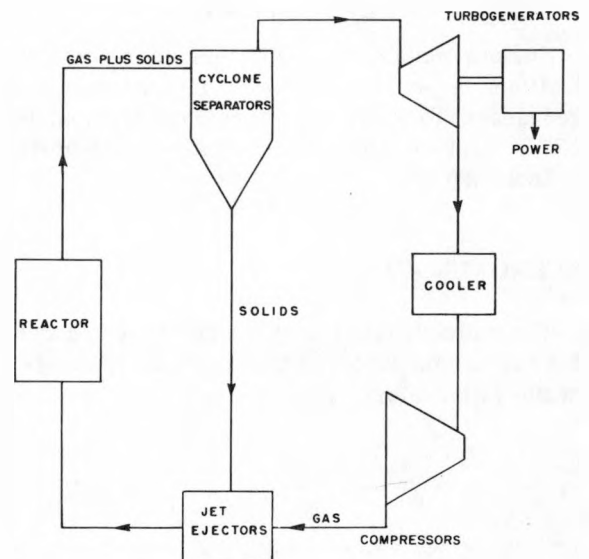 TURBOGENERATORS
GAS PLUS SOLIDS
CYCLONE
SEPARATORS
POWER
COOLER
REACTOR
SOLIDS
JET
EJECTORS
GAS
COMPRESSORS